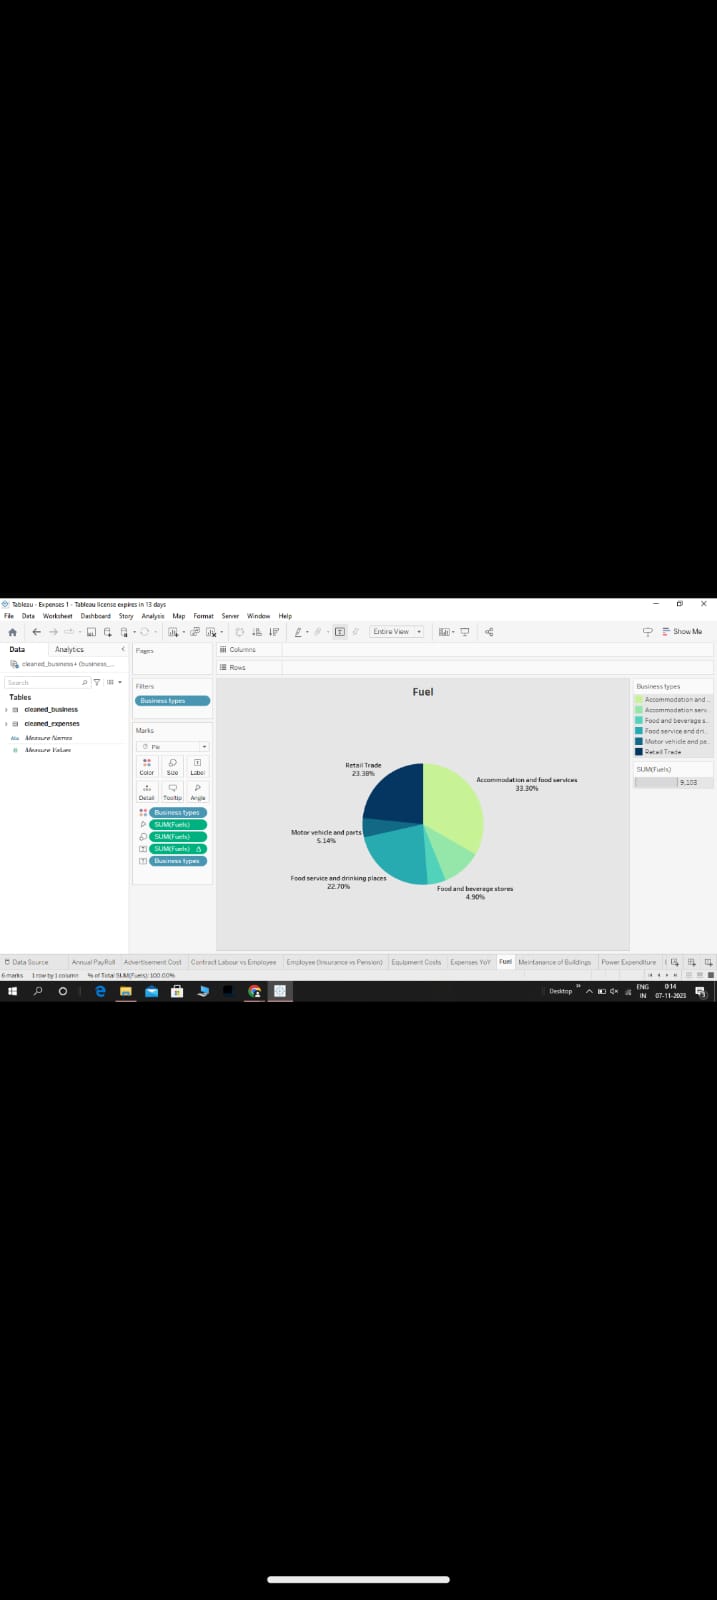 Tableau - Expenses 1 - Tableau license expires in 13 days
File Data Worksheet Dashboard Story Analysis Map Format Server Window Help
Entire View
Show Me
Data Analytics
Pages
Columns
cleaned_business+ (business_...
Rows
Search
Filters
Fuel
Business types
Tables
Business types
Accommodation and ...
cleaned_business
Accommodation serv...
cleaned_expenses
Food and beverage s...
Marks
Food service and dri...
Abc Measure Names
Motor vehicle and pa...
Measure Values
Pie
Retail Trade
Color Size Label
SUM(Fuels)
9,103
Detail Tooltip Angle
Retail Trade
23.38%
Accommodation and food services
33.30%
Business types
SUM(Fuels)
SUM(Fuels)
Motor vehicle and parts
5.14%
SUM(Fuels) Δ
Business types
Food service and drinking places
22.70%
Food and beverage stores
4.90%
Data Source Annual PayRoll Advertisement Cost Contract Labour vs Employee Employee (Insurance vs Pension) Equipment Costs Expenses YoY Fuel Meintanance of Buildings Power Expenditure
6 marks 1 row by 1 column % of Total SUM(Fuels): 100.00%
Desktop
ENG
IN
0:14
07-11-2023